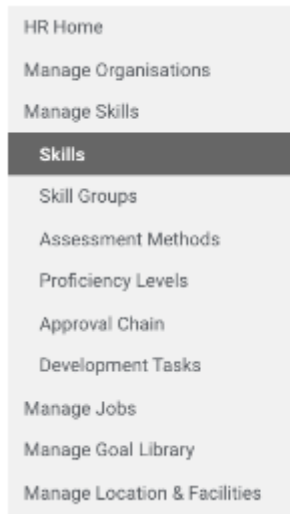 HR Home
Manage Organisations
Manage Skills
Skills
Skill Groups
Assessment Methods
Proficiency Levels
Approval Chain
Development Tasks
Manage Jobs
Manage Goal Library
Manage Location & Facilities